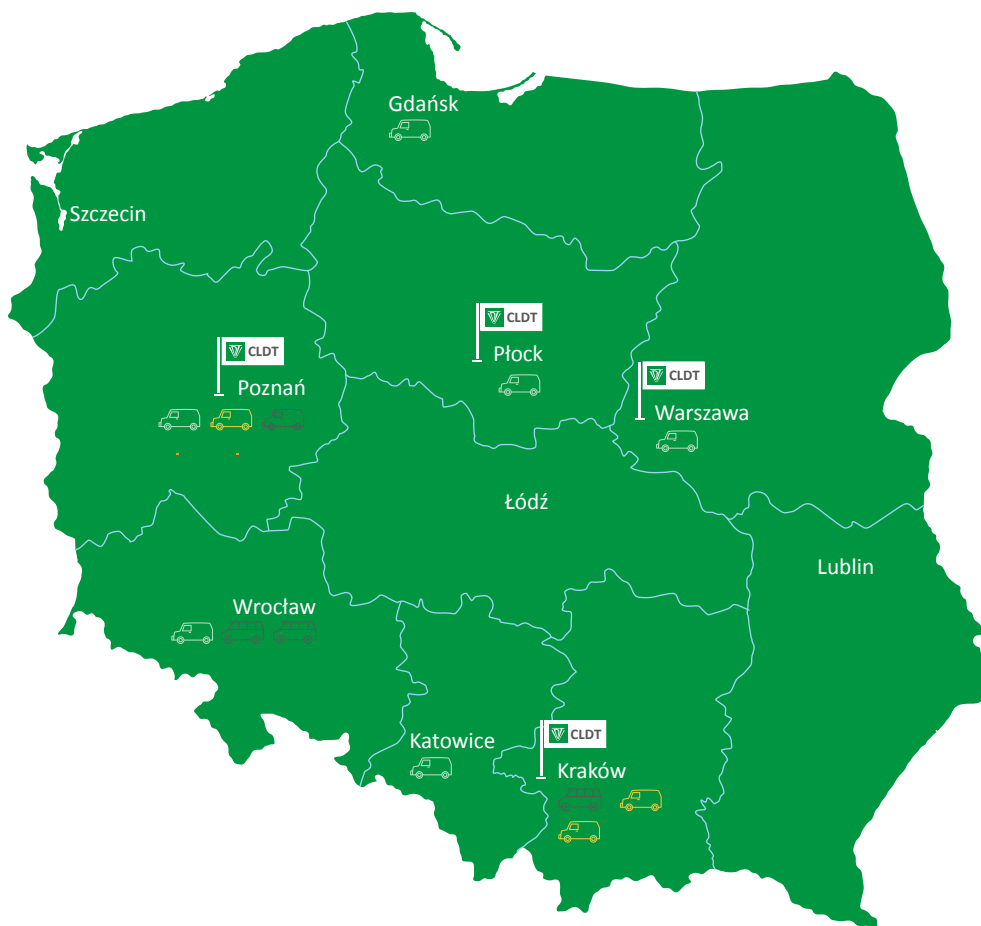 Gdańsk
Szczecin
CLDT
Płock
CLDT
Poznań
CLDT
Warszawa
Łódź
Lublin
Wrocław
CLDT
Katowice
Kraków